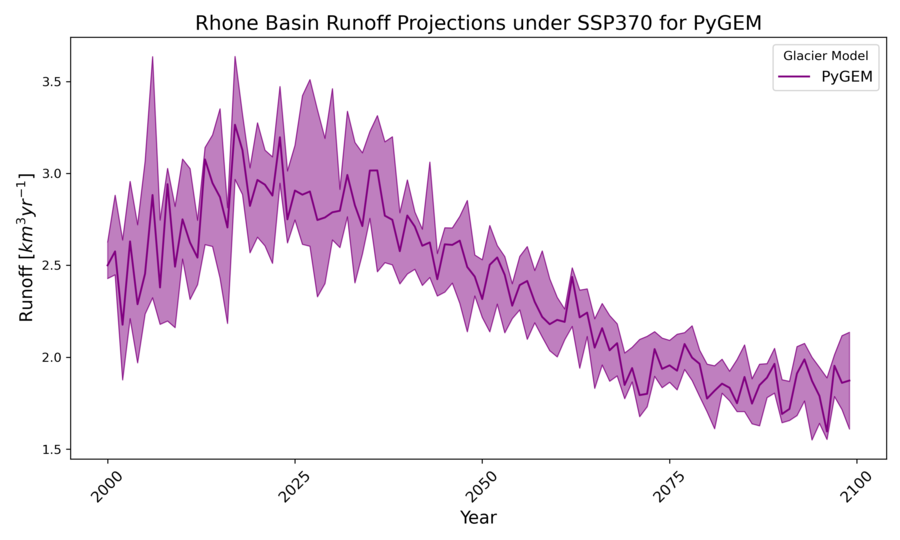 Rhone Basin Runoff Projections under SSP370 for PyGEM
Glacier Model
PyGEM
Runoff [km³yr⁻¹]
3.5
3.0
2.5
2.0
1.5
2000
2025
2050
2075
2100
Year